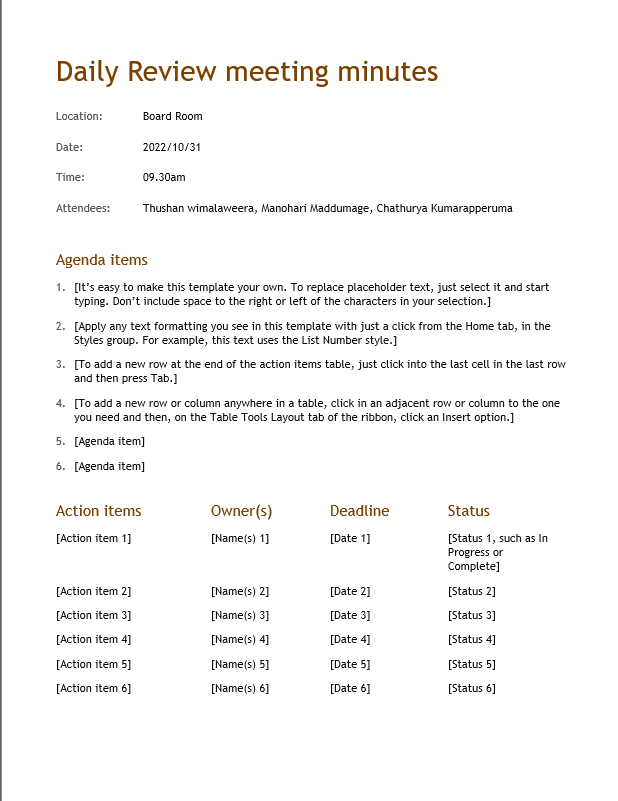 Daily Review meeting minutes
Location: Board Room
Date: 2022/10/31
Time: 09.30am
Attendees: Thushan wimalaweera, Manohari Maddumage, Chathurya Kumarapperuma
Agenda items
1. [It's easy to make this template your own. To replace placeholder text, just select it and start
typing. Don't include space to the right or left of the characters in your selection.]
2. [Apply any text formatting you see in this template with just a click from the Home tab, in the
Styles group. For example, this text uses the List Number style.]
3. [To add a new row at the end of the action items table, just click into the last cell in the last row
and then press Tab.]
4. [To add a new row or column anywhere in a table, click in an adjacent row or column to the one
you need and then, on the Table Tools Layout tab of the ribbon, click an Insert option.]
5. [Agenda item]
6. [Agenda item]
Action items Owner(s) Deadline Status
[Action item 1] [Name(s) 1] [Date 1] [Status 1, such as In
Progress or
Complete]
[Action item 2] [Name(s) 2] [Date 2] [Status 2]
[Action item 3] [Name(s) 3] [Date 3] [Status 3]
[Action item 4] [Name(s) 4] [Date 4] [Status 4]
[Action item 5] [Name(s) 5] [Date 5] [Status 5]
[Action item 6] [Name(s) 6] [Date 6] [Status 6]